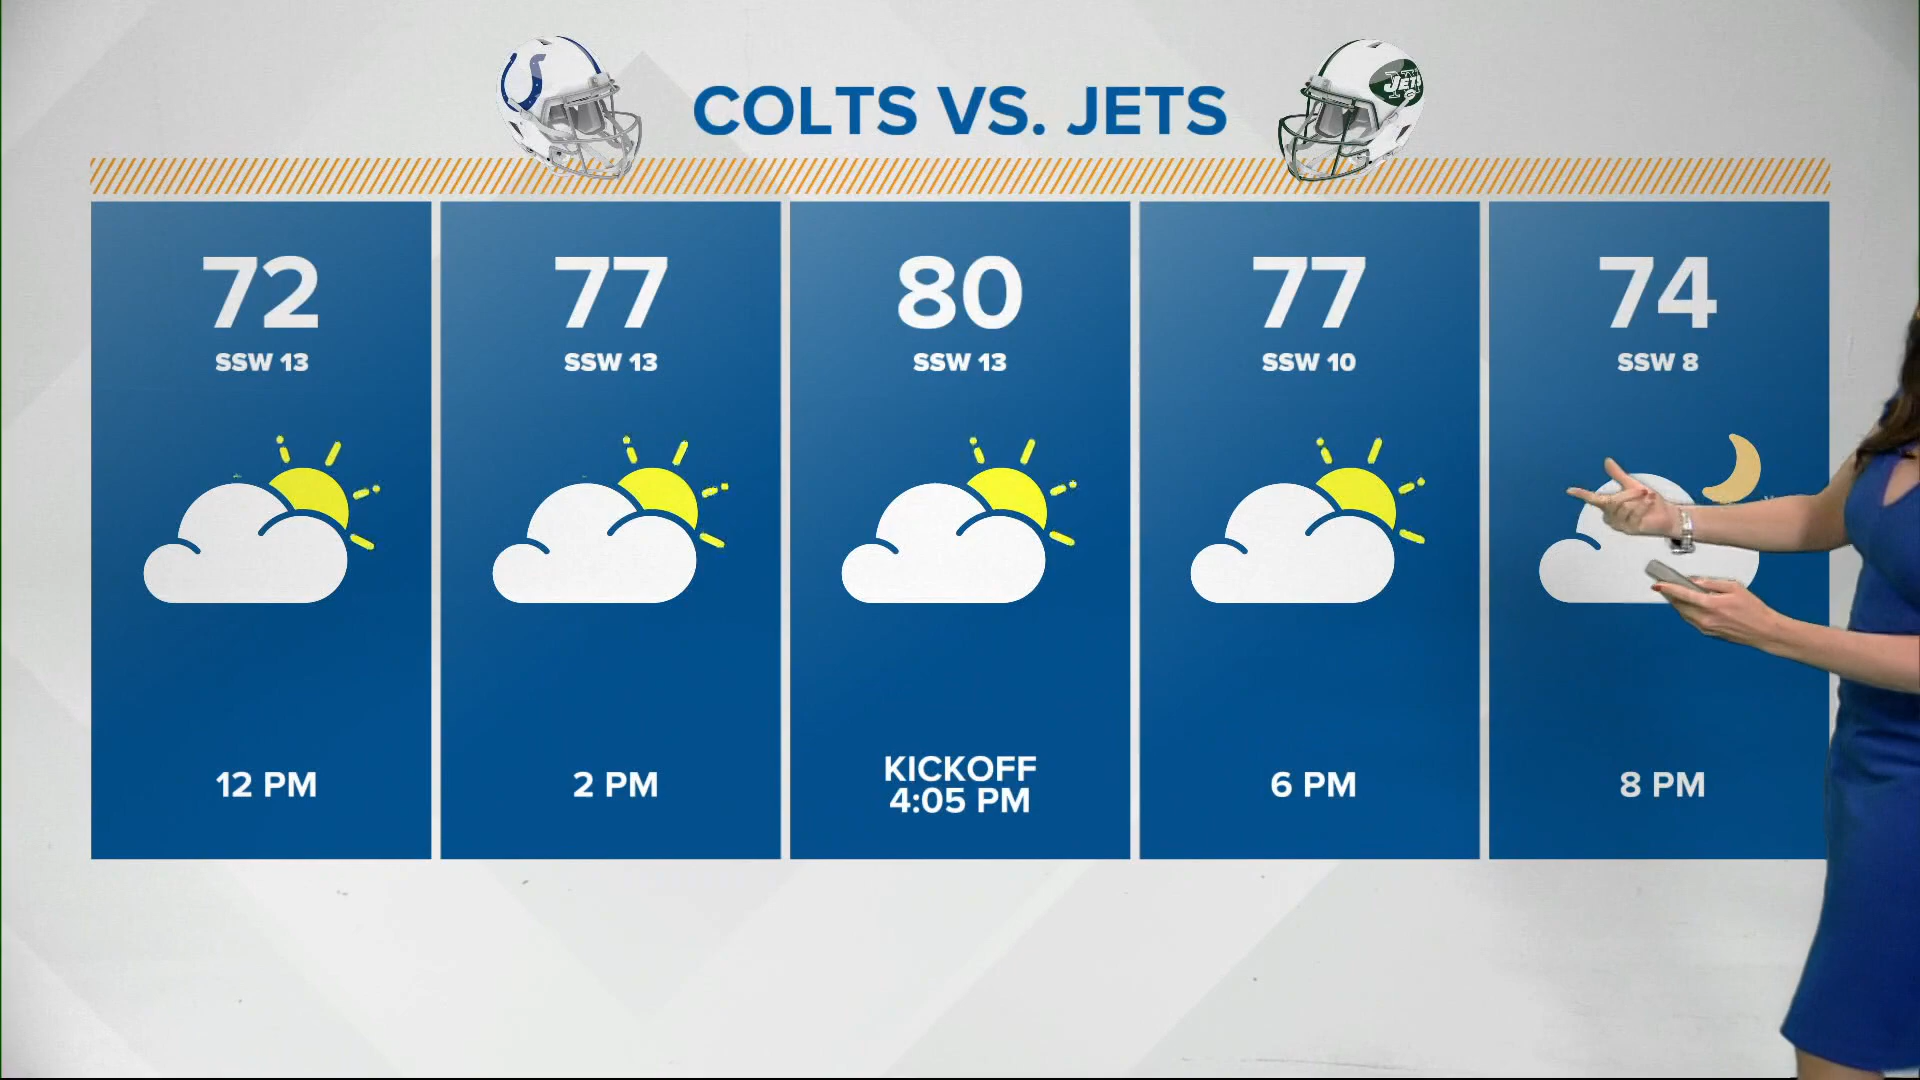 COLTS VS. JETS
JETS
72
SSW 13
12 PM
77
SSW 13
2 PM
80
SSW 13
KICKOFF
4:05 PM
77
SSW 10
6 PM
74
SSW 8
8 PM